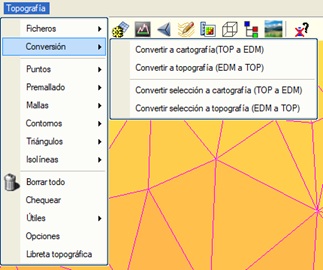 Topografía
Ficheros
Conversión
Puntos
Premallado
Mallas
Contornos
Triángulos
Isolíneas
Borrar todo
Chequear
Útiles
Opciones
Libreta topográfica
Convertir a cartografía(TOP a EDM)
Convertir a topografía (EDM a TOP)
Convertir selección a cartografía (TOP a EDM)
Convertir selección a topografía (EDM a TOP)